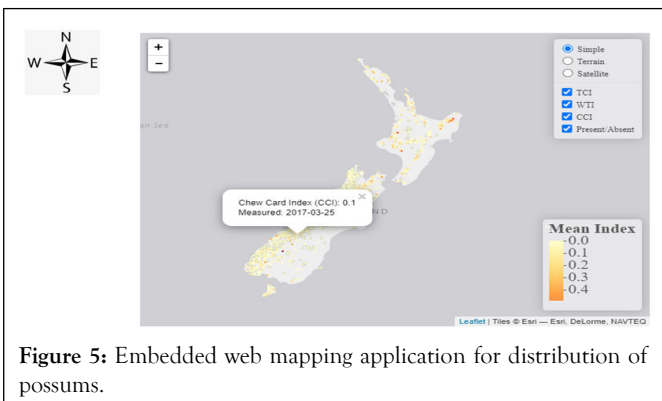 N
W E
S
+
−
Simple
Terrain
Satellite
TCI
WTI
CCI
Present/Absent
an Sea
Chew Card Index (CCI): 0.1 ×
Measured: 2017-03-25
N D
Mean Index
0.0
0.1
0.2
0.3
0.4
Leaflet | Tiles © Esri — Esri, DeLorme, NAVTEQ
Figure 5: Embedded web mapping application for distribution of
possums.